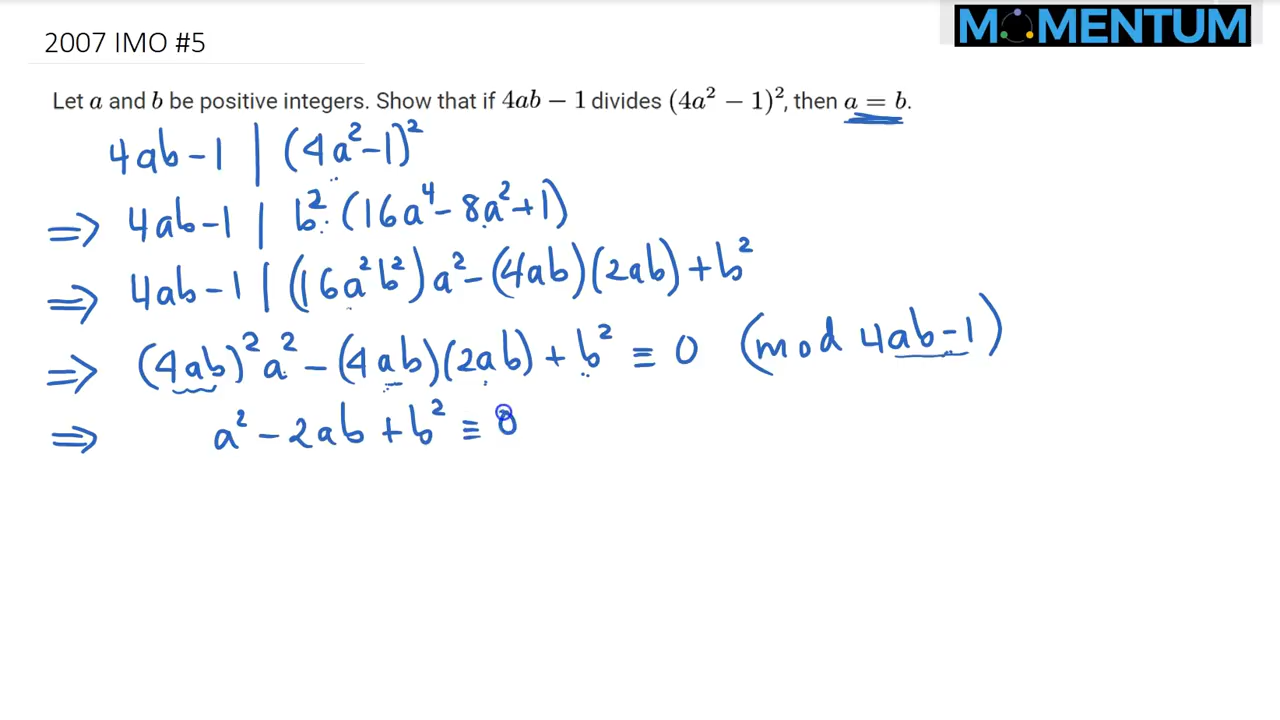 MOMENTUM
2007 IMO #5
Let a and b be positive integers. Show that if 4ab − 1 divides (4a² − 1)², then a = b.
4ab − 1 | (4a² − 1)²
⇒ 4ab − 1 | b² · (16a⁴ − 8a² + 1)
⇒ 4ab − 1 | (16a²b²)a² − (4ab)(2ab) + b²
⇒ (4ab)²a² − (4ab)(2ab) + b² ≡ 0 (mod 4ab − 1)
⇒ a² − 2ab + b² ≡